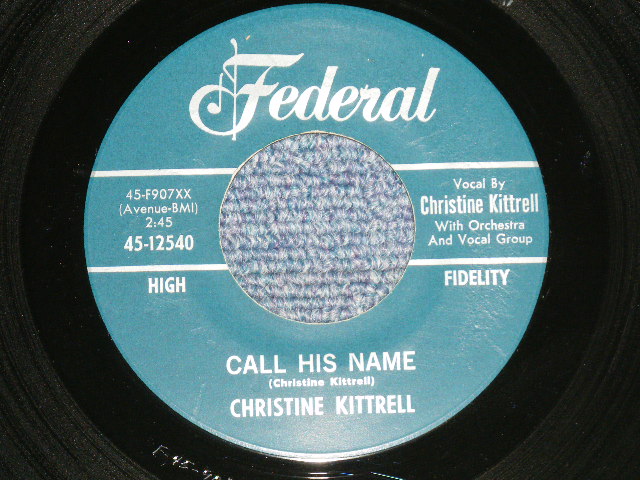 Federal
45-F907XX
(Avenue-BMI)
2:45
45-12540
Vocal By
Christine Kittrell
With Orchestra
And Vocal Group
HIGH FIDELITY
CALL HIS NAME
(Christine Kittrell)
CHRISTINE KITTRELL